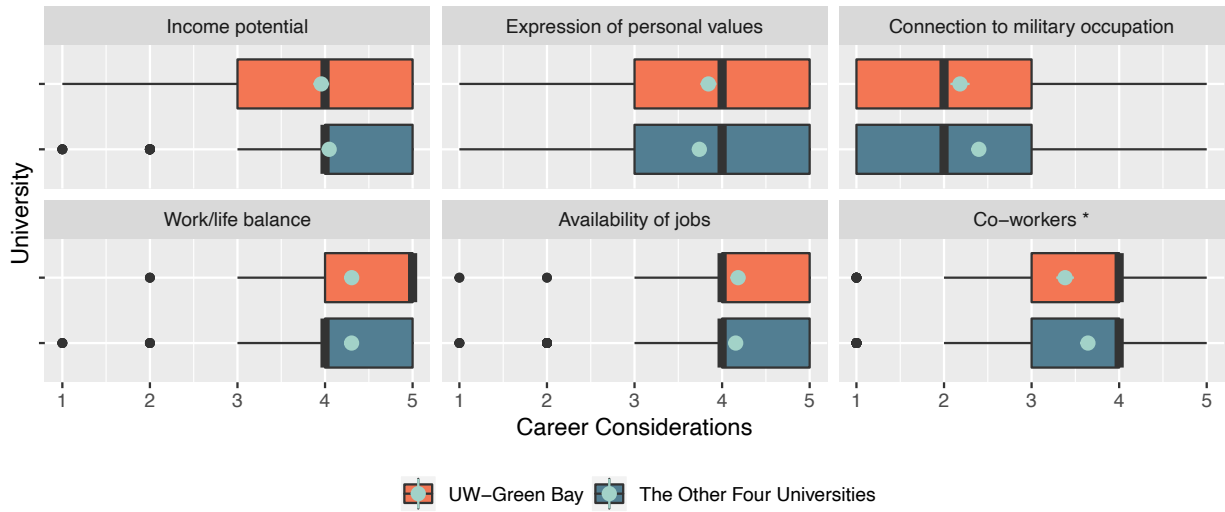 Income potential
Expression of personal values
Connection to military occupation
University
Work/life balance
Availability of jobs
Co−workers *
1 2 3 4 5
1 2 3 4 5
1 2 3 4 5
Career Considerations
UW−Green Bay
The Other Four Universities